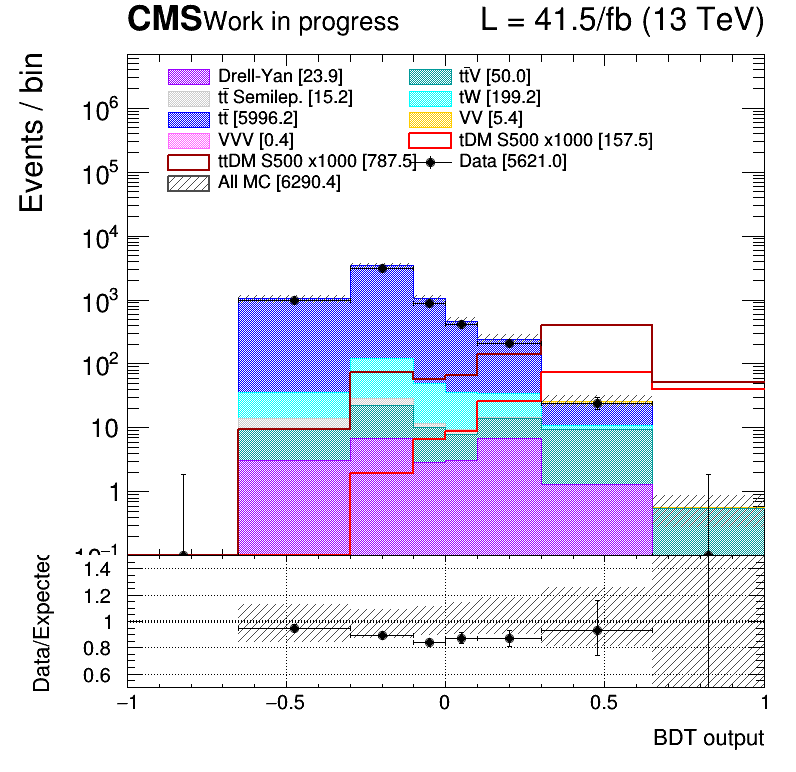 CMS Work in progress L = 41.5/fb (13 TeV)
Events / bin
Drell-Yan [23.9] tt̄V [50.0]
tt̄ Semilep. [15.2] tW [199.2]
tt̄ [5996.2] VV [5.4]
VVV [0.4] tDM S500 x1000 [157.5]
ttDM S500 x1000 [787.5] Data [5621.0]
All MC [6290.4]
10⁶
10⁵
10⁴
10³
10²
10
1
10⁻¹
Data/Expected
1.4
1.2
1
0.8
0.6
−1 −0.5 0 0.5 1
BDT output